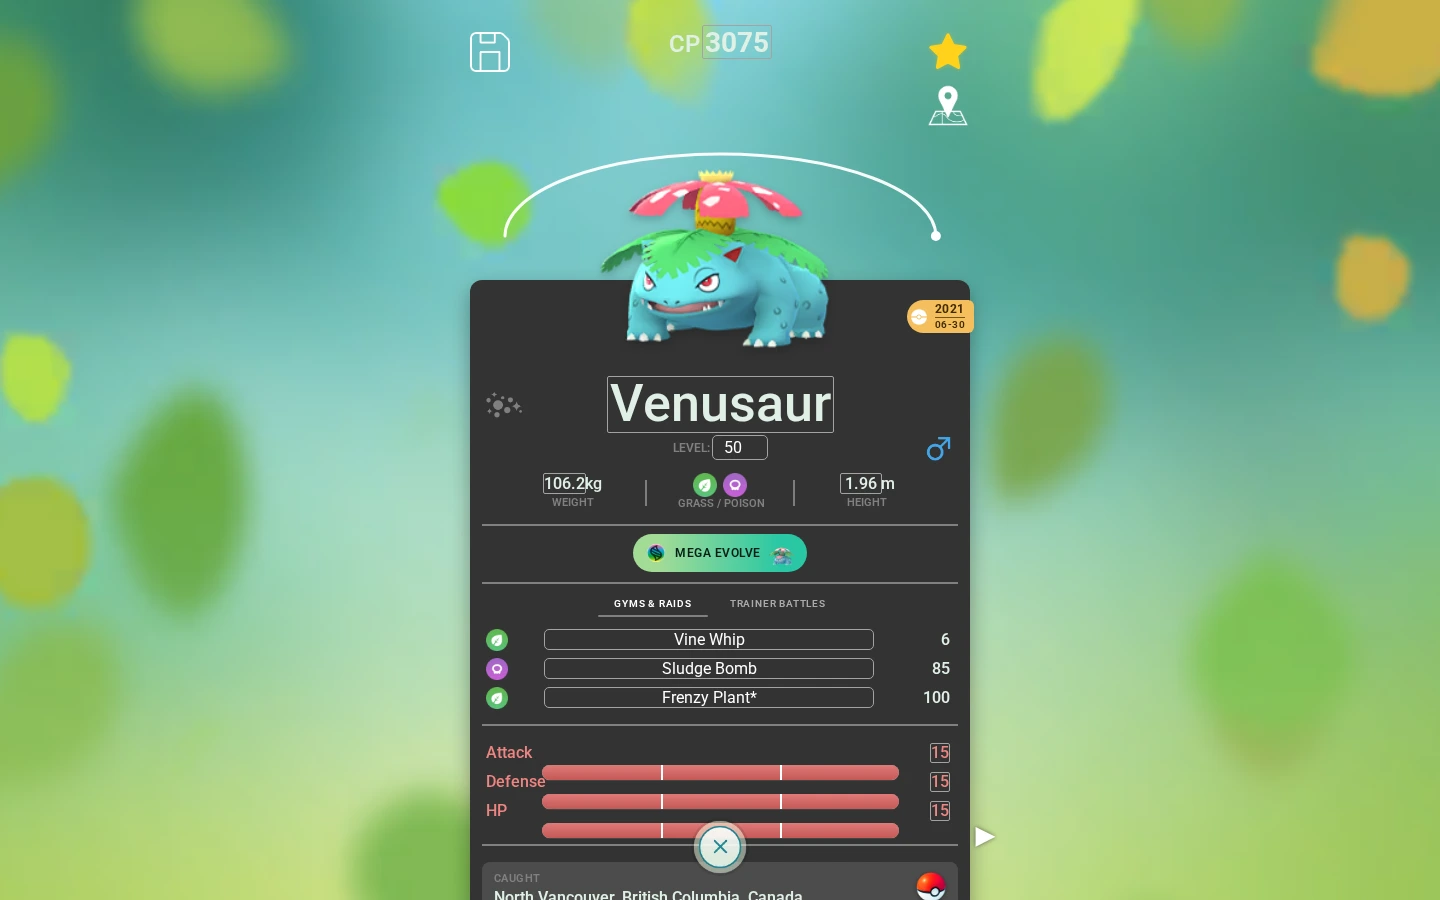 CP 3075
2021
06-30
Venusaur
LEVEL: 50
106.2kg
WEIGHT
GRASS / POISON
1.96 m
HEIGHT
MEGA EVOLVE
GYMS & RAIDS TRAINER BATTLES
Vine Whip 6
Sludge Bomb 85
Frenzy Plant* 100
Attack 15
Defense 15
HP 15
CAUGHT
North Vancouver, British Columbia, Canada